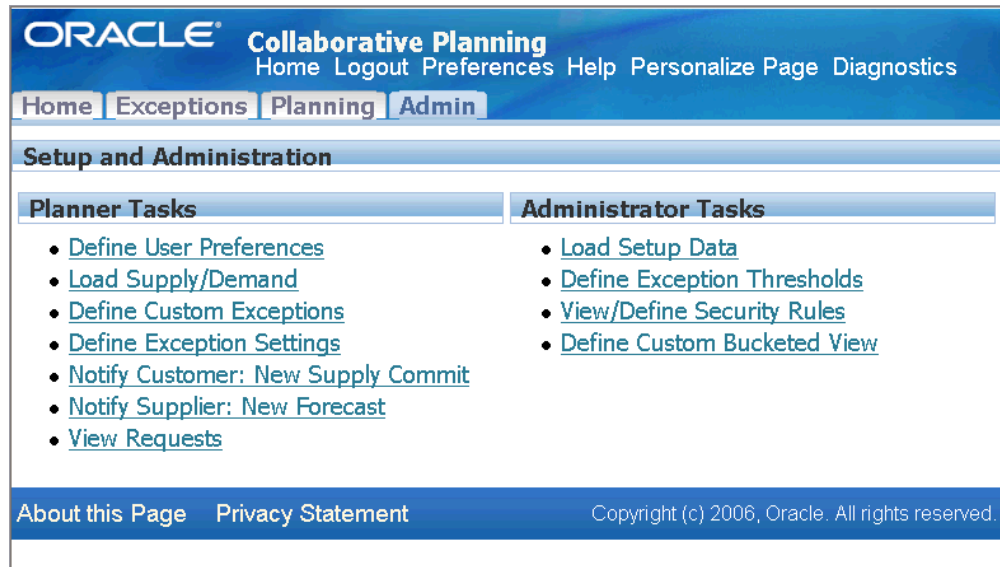 ORACLE® Collaborative Planning
Home Logout Preferences Help Personalize Page Diagnostics
Home Exceptions Planning Admin
Setup and Administration
Planner Tasks
Define User Preferences
Load Supply/Demand
Define Custom Exceptions
Define Exception Settings
Notify Customer: New Supply Commit
Notify Supplier: New Forecast
View Requests
Administrator Tasks
Load Setup Data
Define Exception Thresholds
View/Define Security Rules
Define Custom Bucketed View
About this Page Privacy Statement Copyright (c) 2006, Oracle. All rights reserved.